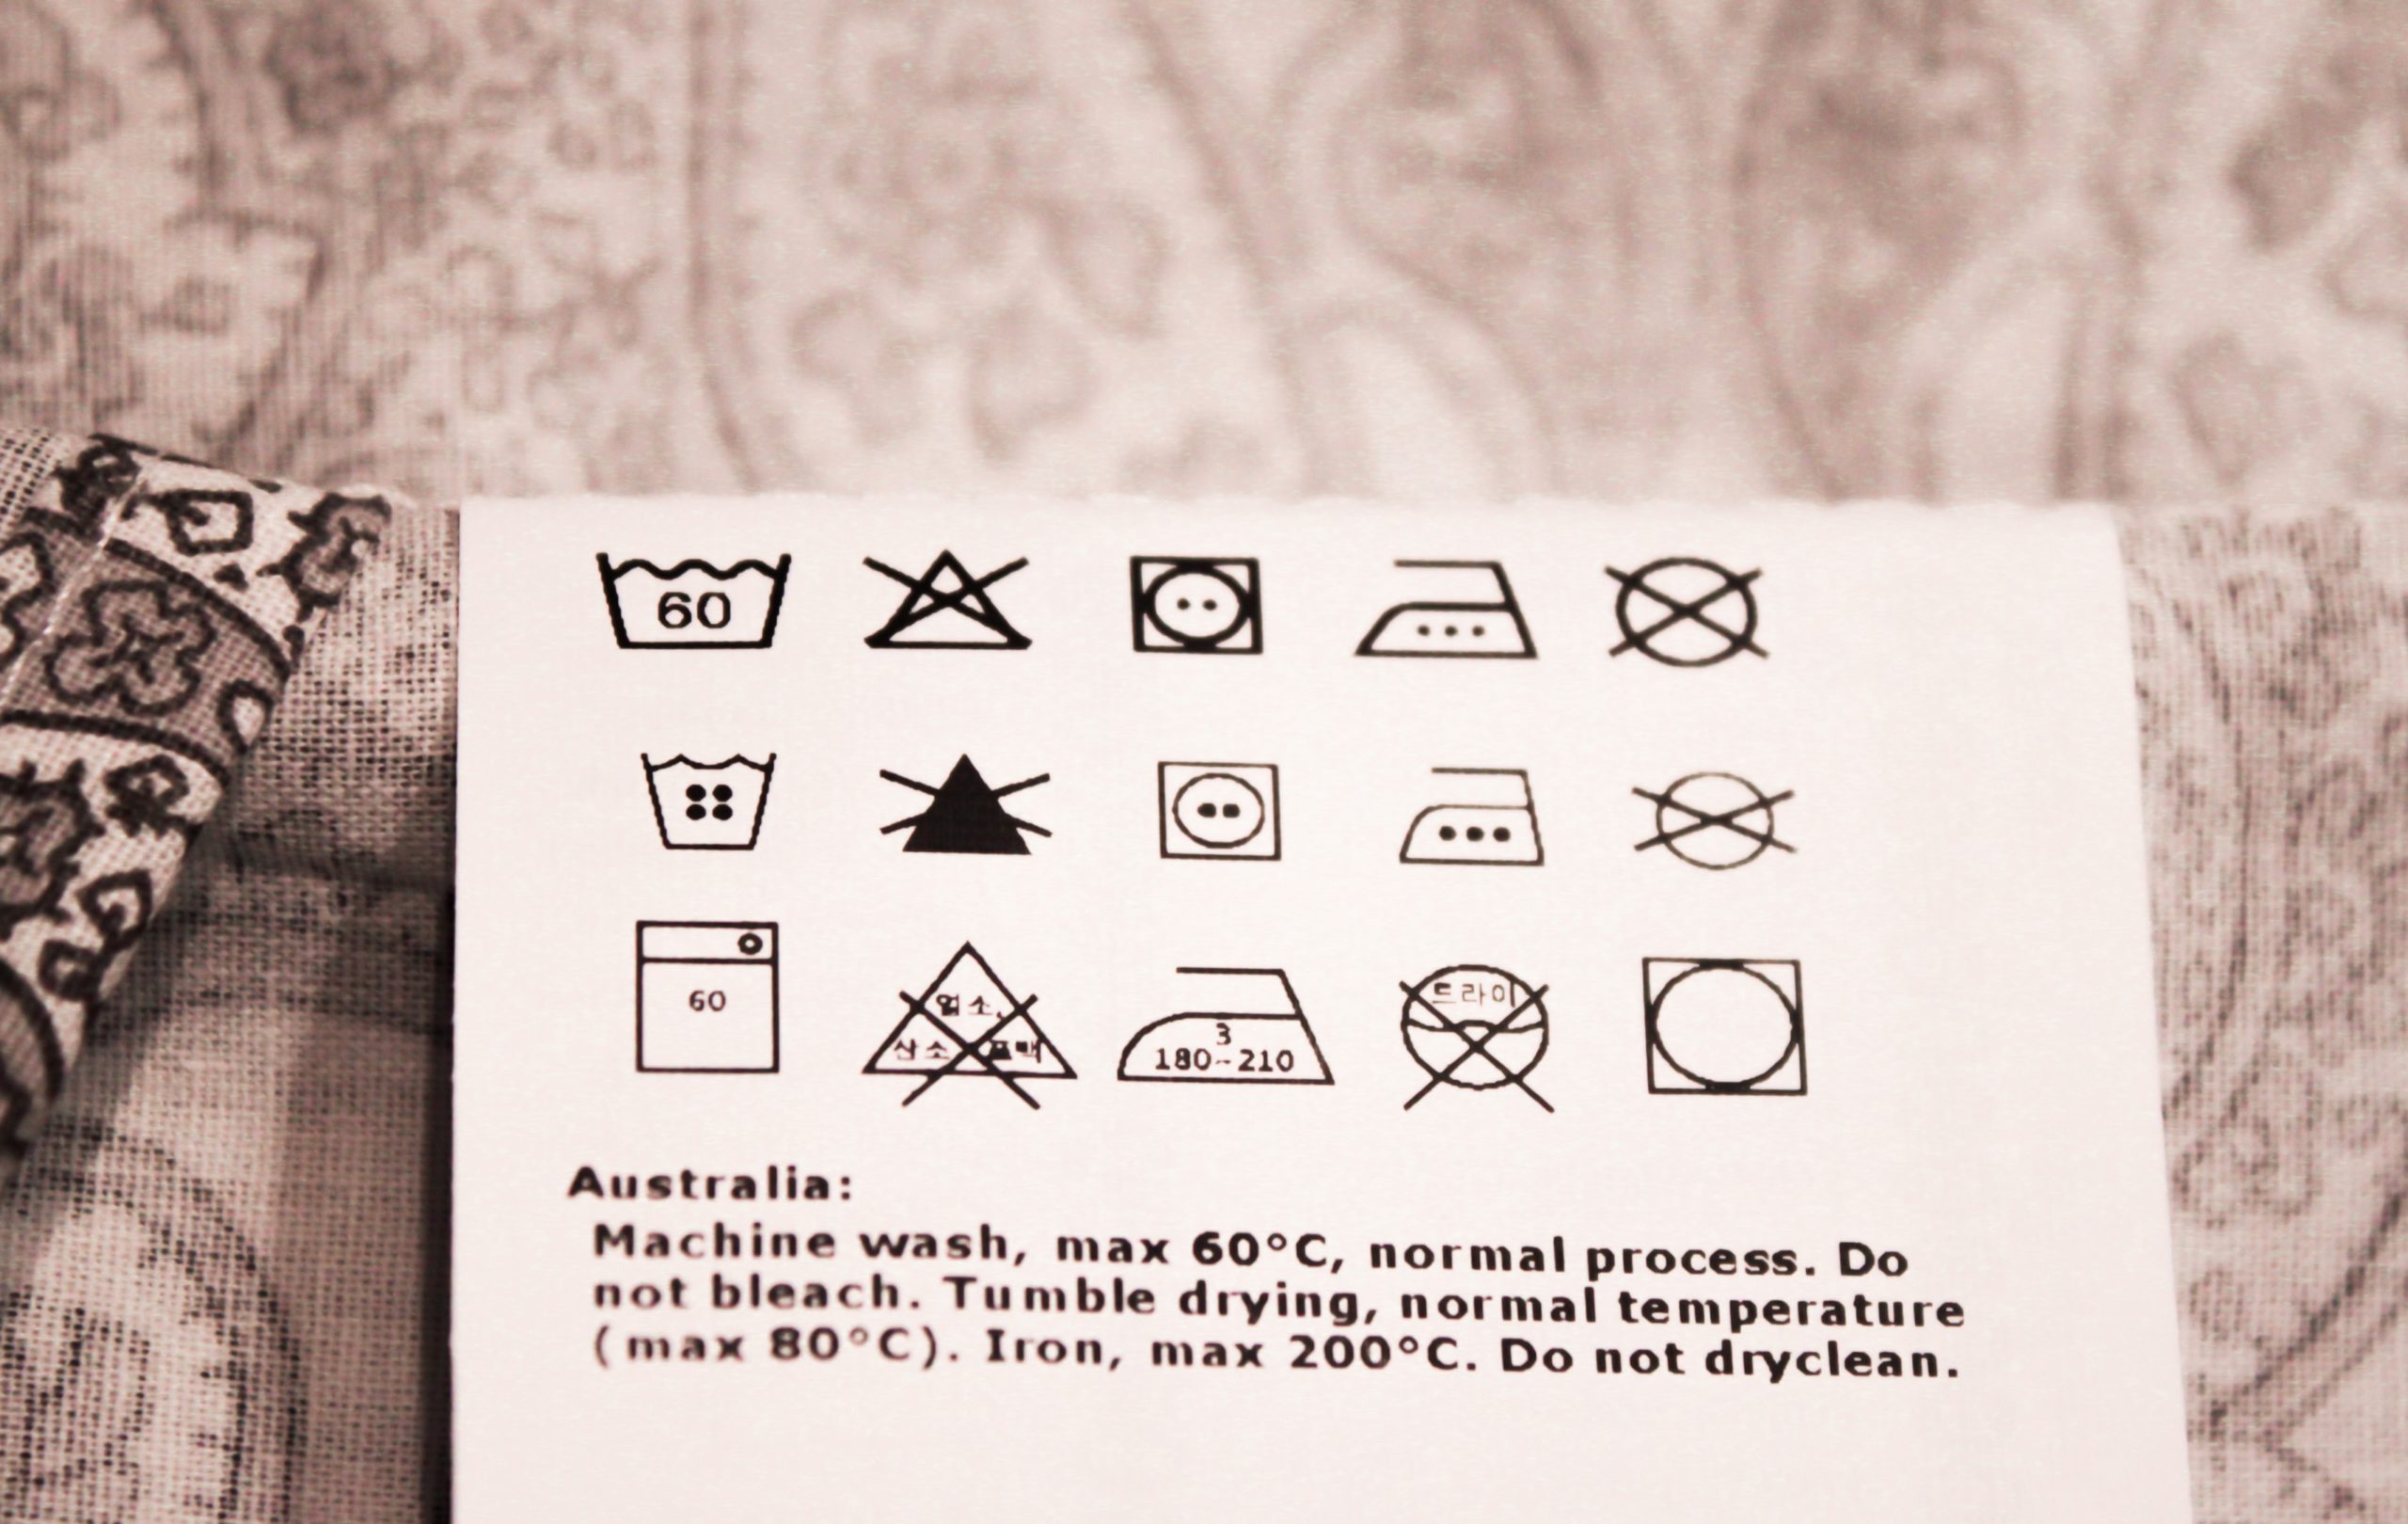 60
60
염소,
산소 표백
3
180~210
드라이
Australia:
Machine wash, max 60°C, normal process. Do
not bleach. Tumble drying, normal temperature
(max 80°C). Iron, max 200°C. Do not dryclean.